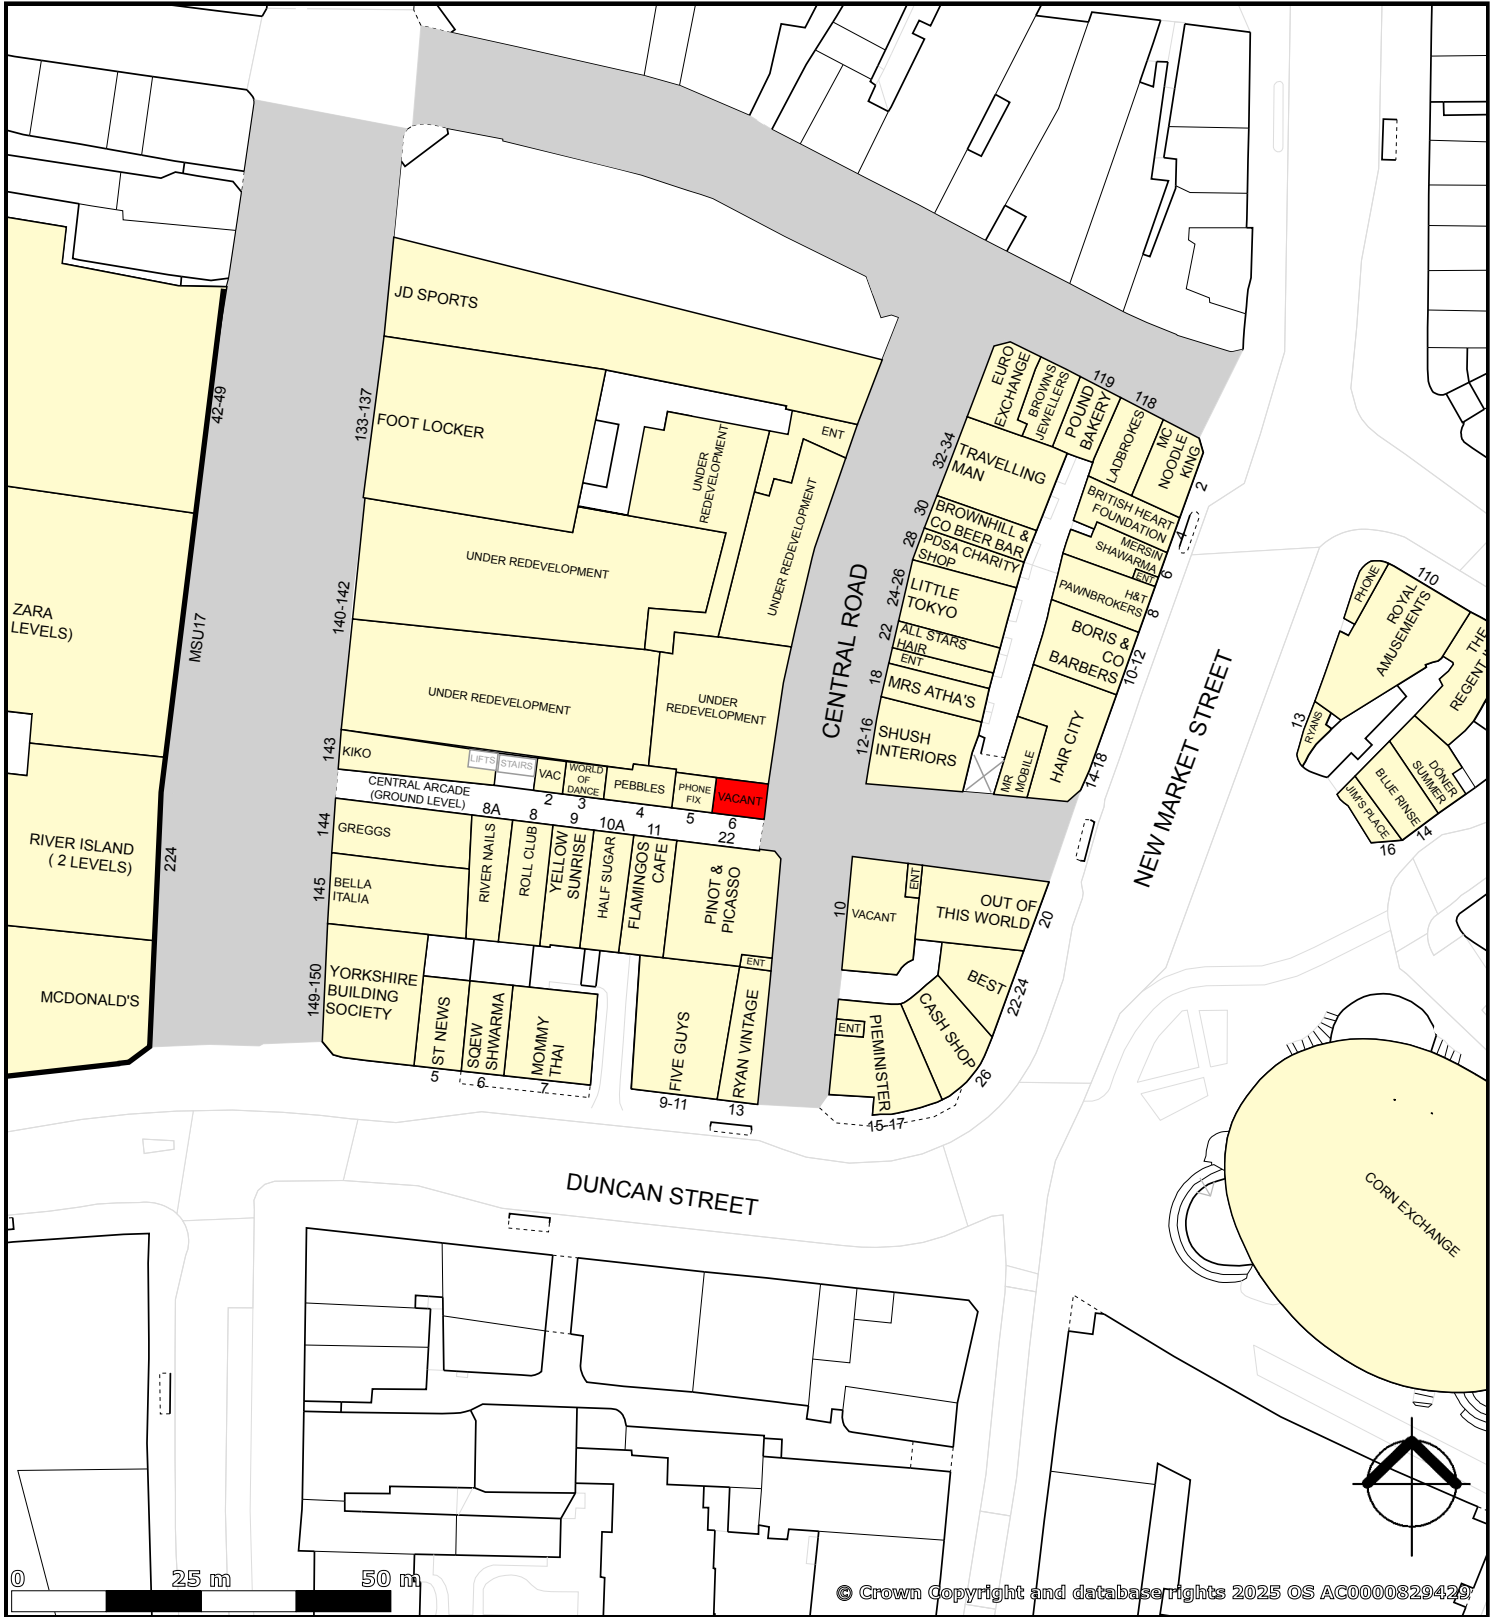 JD SPORTS
FOOT LOCKER
133-137
42-49
UNDER
REDEVELOPMENT
ENT
UNDER REDEVELOPMENT
UNDER REDEVELOPMENT
140-142
MSU17
ZARA
LEVELS)
UNDER REDEVELOPMENT
UNDER
REDEVELOPMENT
143
KIKO
LIFTS
STAIRS
VAC
WORLD
OF
DANCE
PEBBLES
PHONE
FIX
VACANT
CENTRAL ARCADE
(GROUND LEVEL)
2
3
4
5
6
8A
8
9
10A
11
22
144
GREGGS
RIVER NAILS
ROLL CLUB
YELLOW
SUNRISE
HALF SUGAR
FLAMINGOS
CAFE
PINOT &
PICASSO
145
BELLA
ITALIA
RIVER ISLAND
( 2 LEVELS)
224
MCDONALD'S
149-150
YORKSHIRE
BUILDING
SOCIETY
ST NEWS
SQEW
SHWARMA
MOMMY
THAI
5
6
7
ENT
FIVE GUYS
RYAN VINTAGE
9-11
13
CENTRAL ROAD
EURO
EXCHANGE
BROWNS
JEWELLERS
119
POUND
BAKERY
118
LADBROKES
MC
NOODLE
KING
2
32-34
TRAVELLING
MAN
30
BROWNHILL &
CO BEER BAR
28
PDSA CHARITY
SHOP
24-26
LITTLE
TOKYO
22
ALL STARS
HAIR
ENT
18
MRS ATHA'S
12-16
SHUSH
INTERIORS
BRITISH HEART
FOUNDATION
4
MERSIN
SHAWARMA
ENT
6
H&T
PAWNBROKERS
8
BORIS &
CO
BARBERS
10-12
HAIR CITY
MR
MOBILE
14-18
NEW MARKET STREET
PHONE
110
ROYAL
AMUSEMENTS
THE
REGENT
13
RYANS
DÖNER
SUMMER
BLUE RINSE
JIM'S PLACE
14
16
10
VACANT
ENT
OUT OF
THIS WORLD
20
BEST
22-24
CASH SHOP
26
ENT
PIEMINISTER
15-17
DUNCAN STREET
CORN EXCHANGE
0
25 m
50 m
© Crown Copyright and database rights 2025 OS AC0000829429